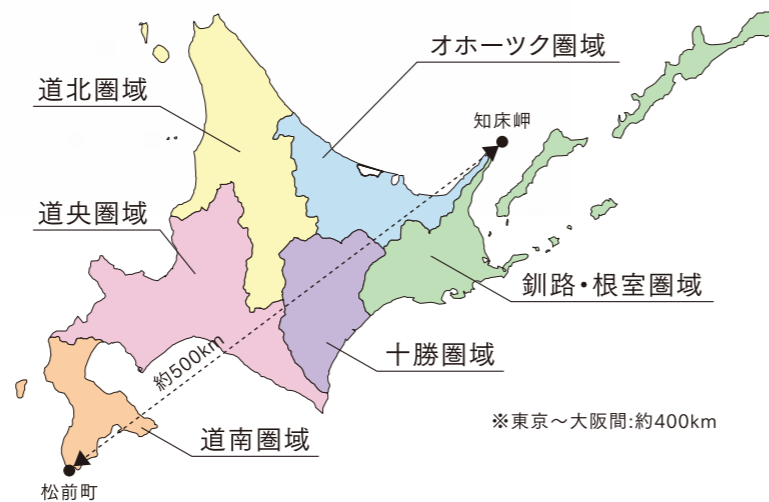 オホーツク圏域
道北圏域
知床岬
道央圏域
釧路・根室圏域
十勝圏域
約500km
※東京～大阪間:約400km
道南圏域
松前町